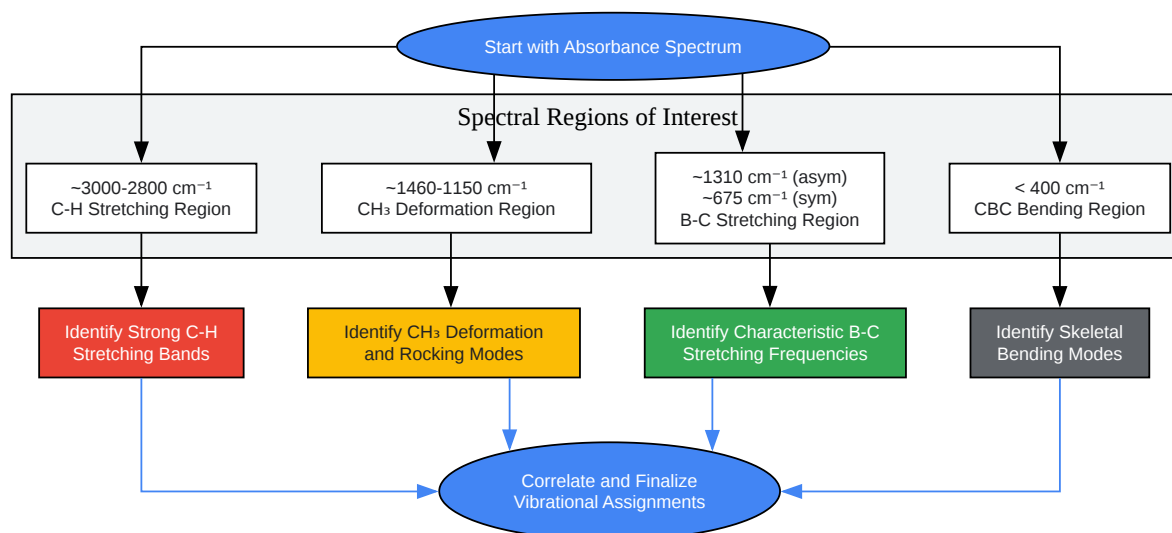 Start with Absorbance Spectrum
Spectral Regions of Interest
~3000-2800 cm⁻¹
C-H Stretching Region
~1460-1150 cm⁻¹
CH₃ Deformation Region
~1310 cm⁻¹ (asym)
~675 cm⁻¹ (sym)
B-C Stretching Region
< 400 cm⁻¹
CBC Bending Region
Identify Strong C-H
Stretching Bands
Identify CH₃ Deformation
and Rocking Modes
Identify Characteristic B-C
Stretching Frequencies
Identify Skeletal
Bending Modes
Correlate and Finalize
Vibrational Assignments